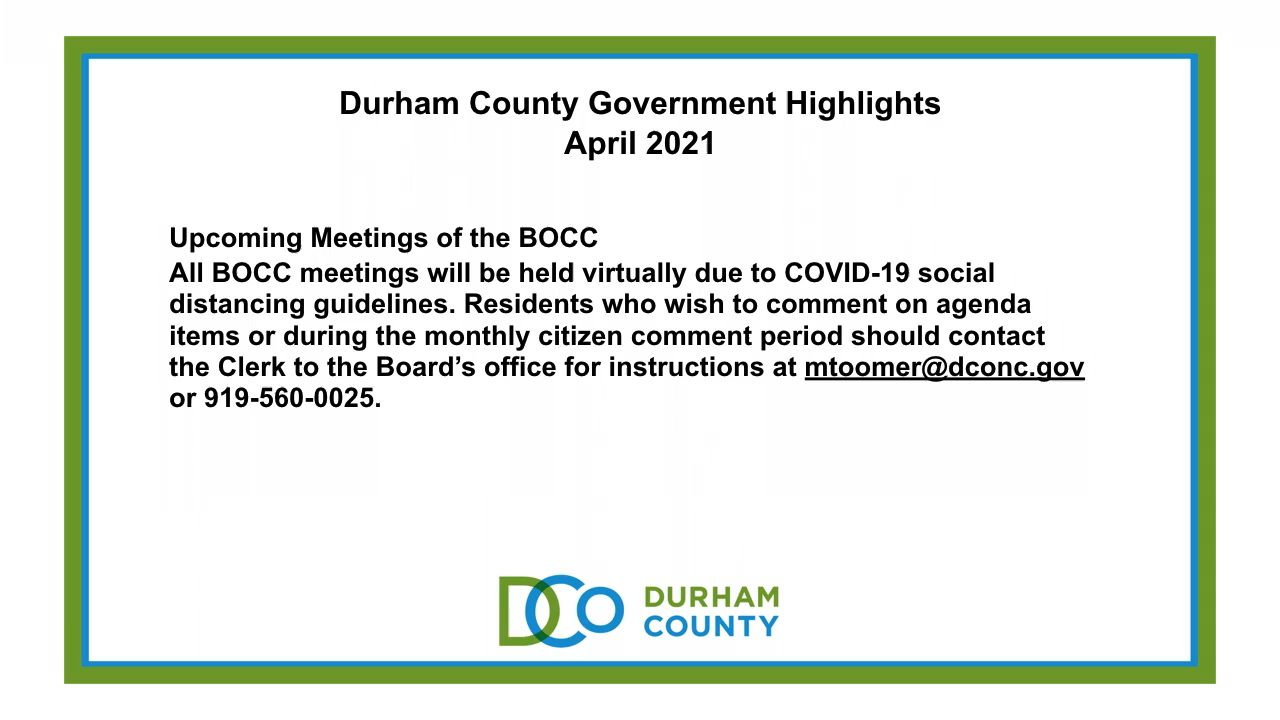 Durham County Government Highlights
April 2021
Upcoming Meetings of the BOCC
All BOCC meetings will be held virtually due to COVID-19 social
distancing guidelines. Residents who wish to comment on agenda
items or during the monthly citizen comment period should contact
the Clerk to the Board’s office for instructions at mtoomer@dconc.gov
or 919-560-0025.
DCO DURHAM
COUNTY